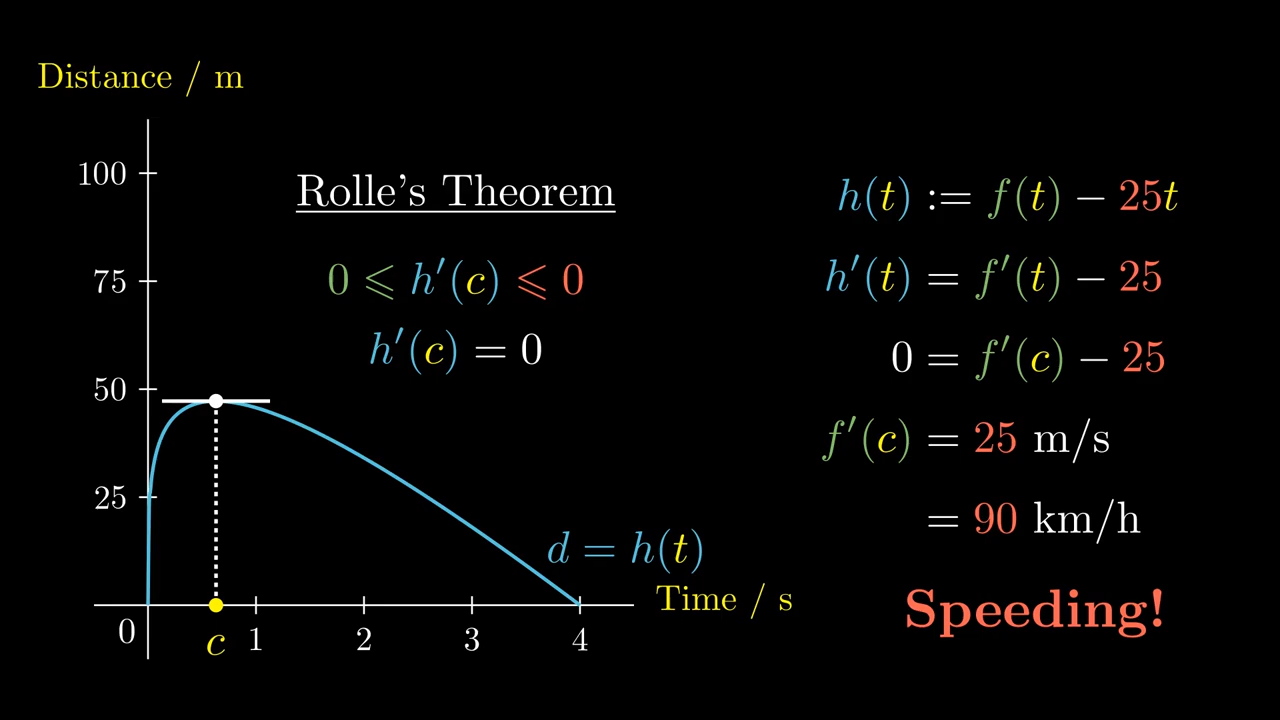 Distance / m
100
75
50
25
0
c
1
2
3
4
Time / s
d = h(t)
Rolle's Theorem
0 ⩽ h′(c) ⩽ 0
h′(c) = 0
h(t) := f(t) − 25t
h′(t) = f′(t) − 25
0 = f′(c) − 25
f′(c) = 25 m/s
= 90 km/h
Speeding!